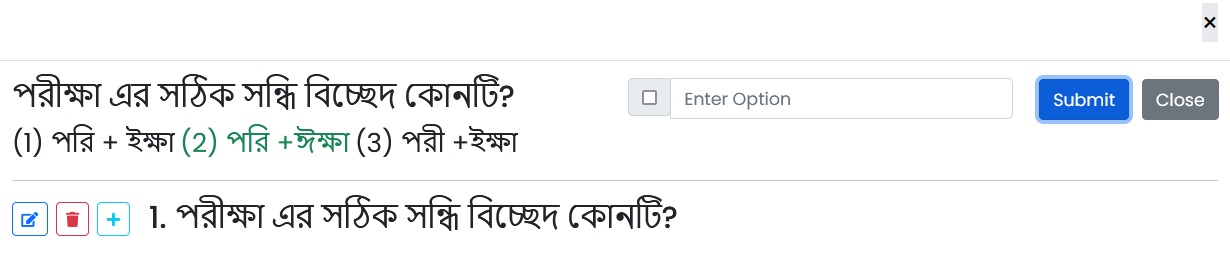 ×
পরীক্ষা এর সঠিক সন্ধি বিচ্ছেদ কোনটি?
Enter Option
Submit
Close
(1) পরি + ইক্ষা (2) পরি +ঈক্ষা (3) পরী +ইক্ষা
1. পরীক্ষা এর সঠিক সন্ধি বিচ্ছেদ কোনটি?